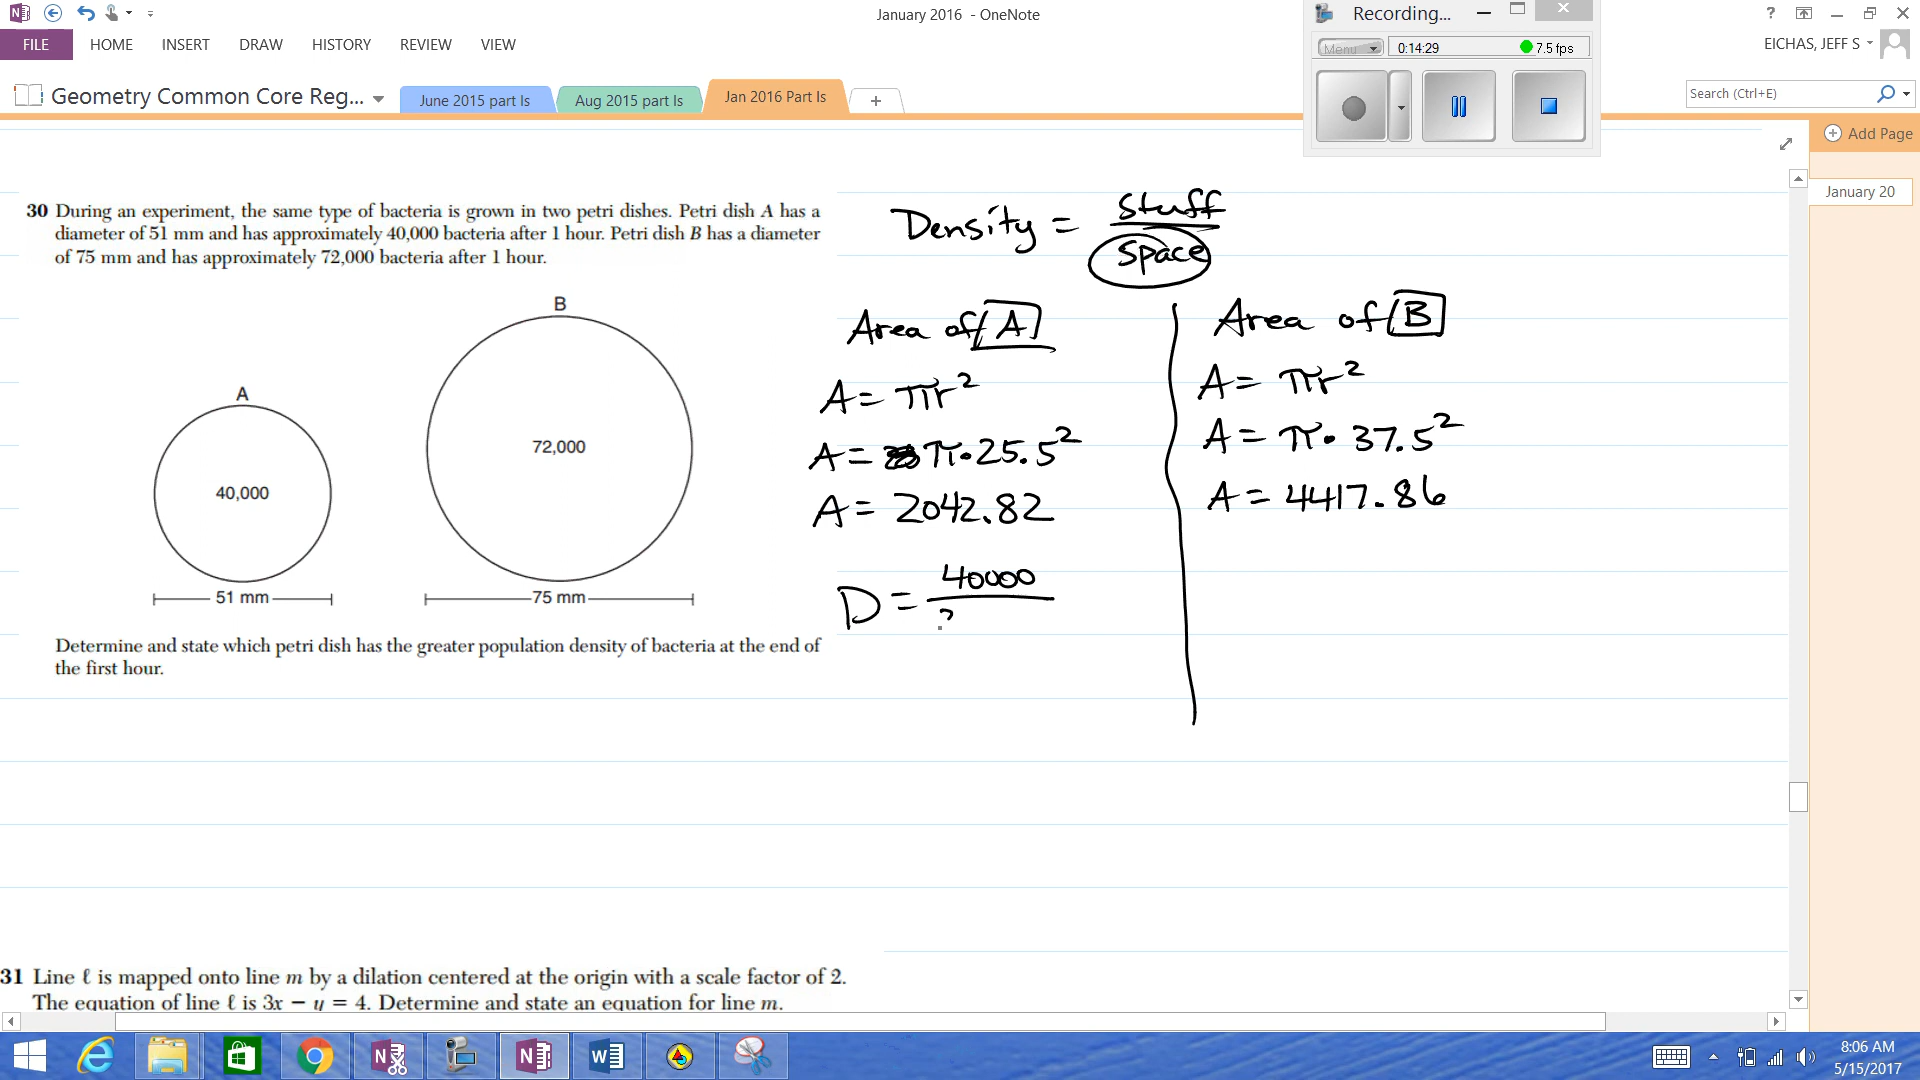 January 2016 - OneNote
Recording...
FILE HOME INSERT DRAW HISTORY REVIEW VIEW
Menu 0:14:29 7.5 fps
EICHAS, JEFF S
Geometry Common Core Reg... June 2015 part Is Aug 2015 part Is Jan 2016 Part Is
Search (Ctrl+E)
Add Page
January 20
30 During an experiment, the same type of bacteria is grown in two petri dishes. Petri dish A has a
diameter of 51 mm and has approximately 40,000 bacteria after 1 hour. Petri dish B has a diameter
of 75 mm and has approximately 72,000 bacteria after 1 hour.
A
40,000
51 mm
B
72,000
75 mm
Determine and state which petri dish has the greater population density of bacteria at the end of
the first hour.
Density = stuff
space
Area of A
A = πr²
A = π·25.5²
A = 2042.82
D = 40000
2
Area of B
A = πr²
A = π·37.5²
A = 4417.86
31 Line ℓ is mapped onto line m by a dilation centered at the origin with a scale factor of 2.
The equation of line ℓ is 3x − y = 4. Determine and state an equation for line m.
8:06 AM
5/15/2017